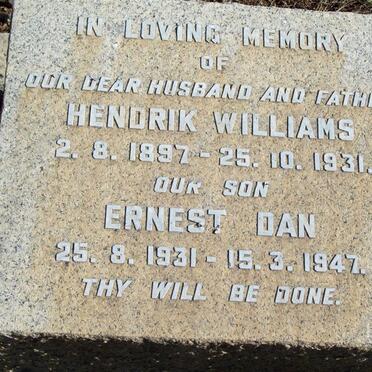 IN LOVING MEMORY
OF
OUR DEAR HUSBAND AND FATHE
HENDRIK WILLIAMS
2. 8. 1897 - 25. 10. 1931.
OUR SON
ERNEST DAN
25. 8. 1931 - 15. 3. 1947.
THY WILL BE DONE.